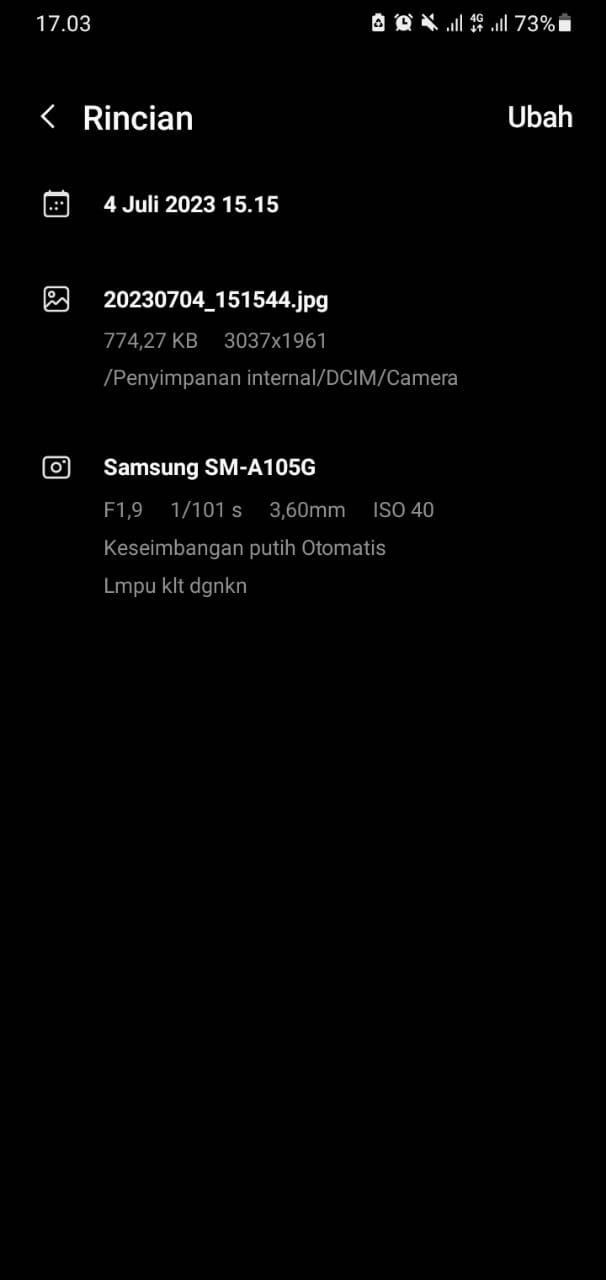 17.03 4G 73%
Rincian Ubah
4 Juli 2023 15.15
20230704_151544.jpg
774,27 KB 3037x1961
/Penyimpanan internal/DCIM/Camera
Samsung SM-A105G
F1,9 1/101 s 3,60mm ISO 40
Keseimbangan putih Otomatis
Lmpu klt dgnkn